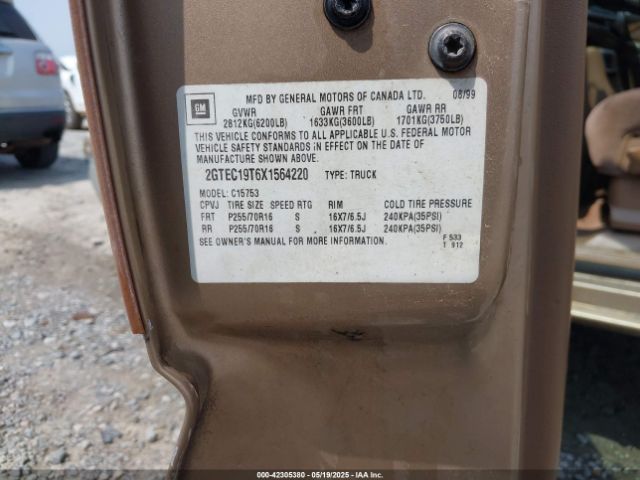 MFD BY GENERAL MOTORS OF CANADA LTD. 08/99
GM
GVWR GAWR FRT GAWR RR
2812KG(6200LB) 1633KG(3600LB) 1701KG(3750LB)
THIS VEHICLE CONFORMS TO ALL APPLICABLE U.S. FEDERAL MOTOR
VEHICLE SAFETY STANDARDS IN EFFECT ON THE DATE OF
MANUFACTURE SHOWN ABOVE.
2GTEC19T6X1564220 TYPE: TRUCK
MODEL: C15753
CPVJ TIRE SIZE SPEED RTG RIM COLD TIRE PRESSURE
FRT P255/70R16 S 16X7/6.5J 240KPA(35PSI)
RR P255/70R16 S 16X7/6.5J 240KPA(35PSI)
SEE OWNER'S MANUAL FOR MORE INFORMATION.
F 533
T 912
000-42305380 - 05/19/2025 - IAAI.COM